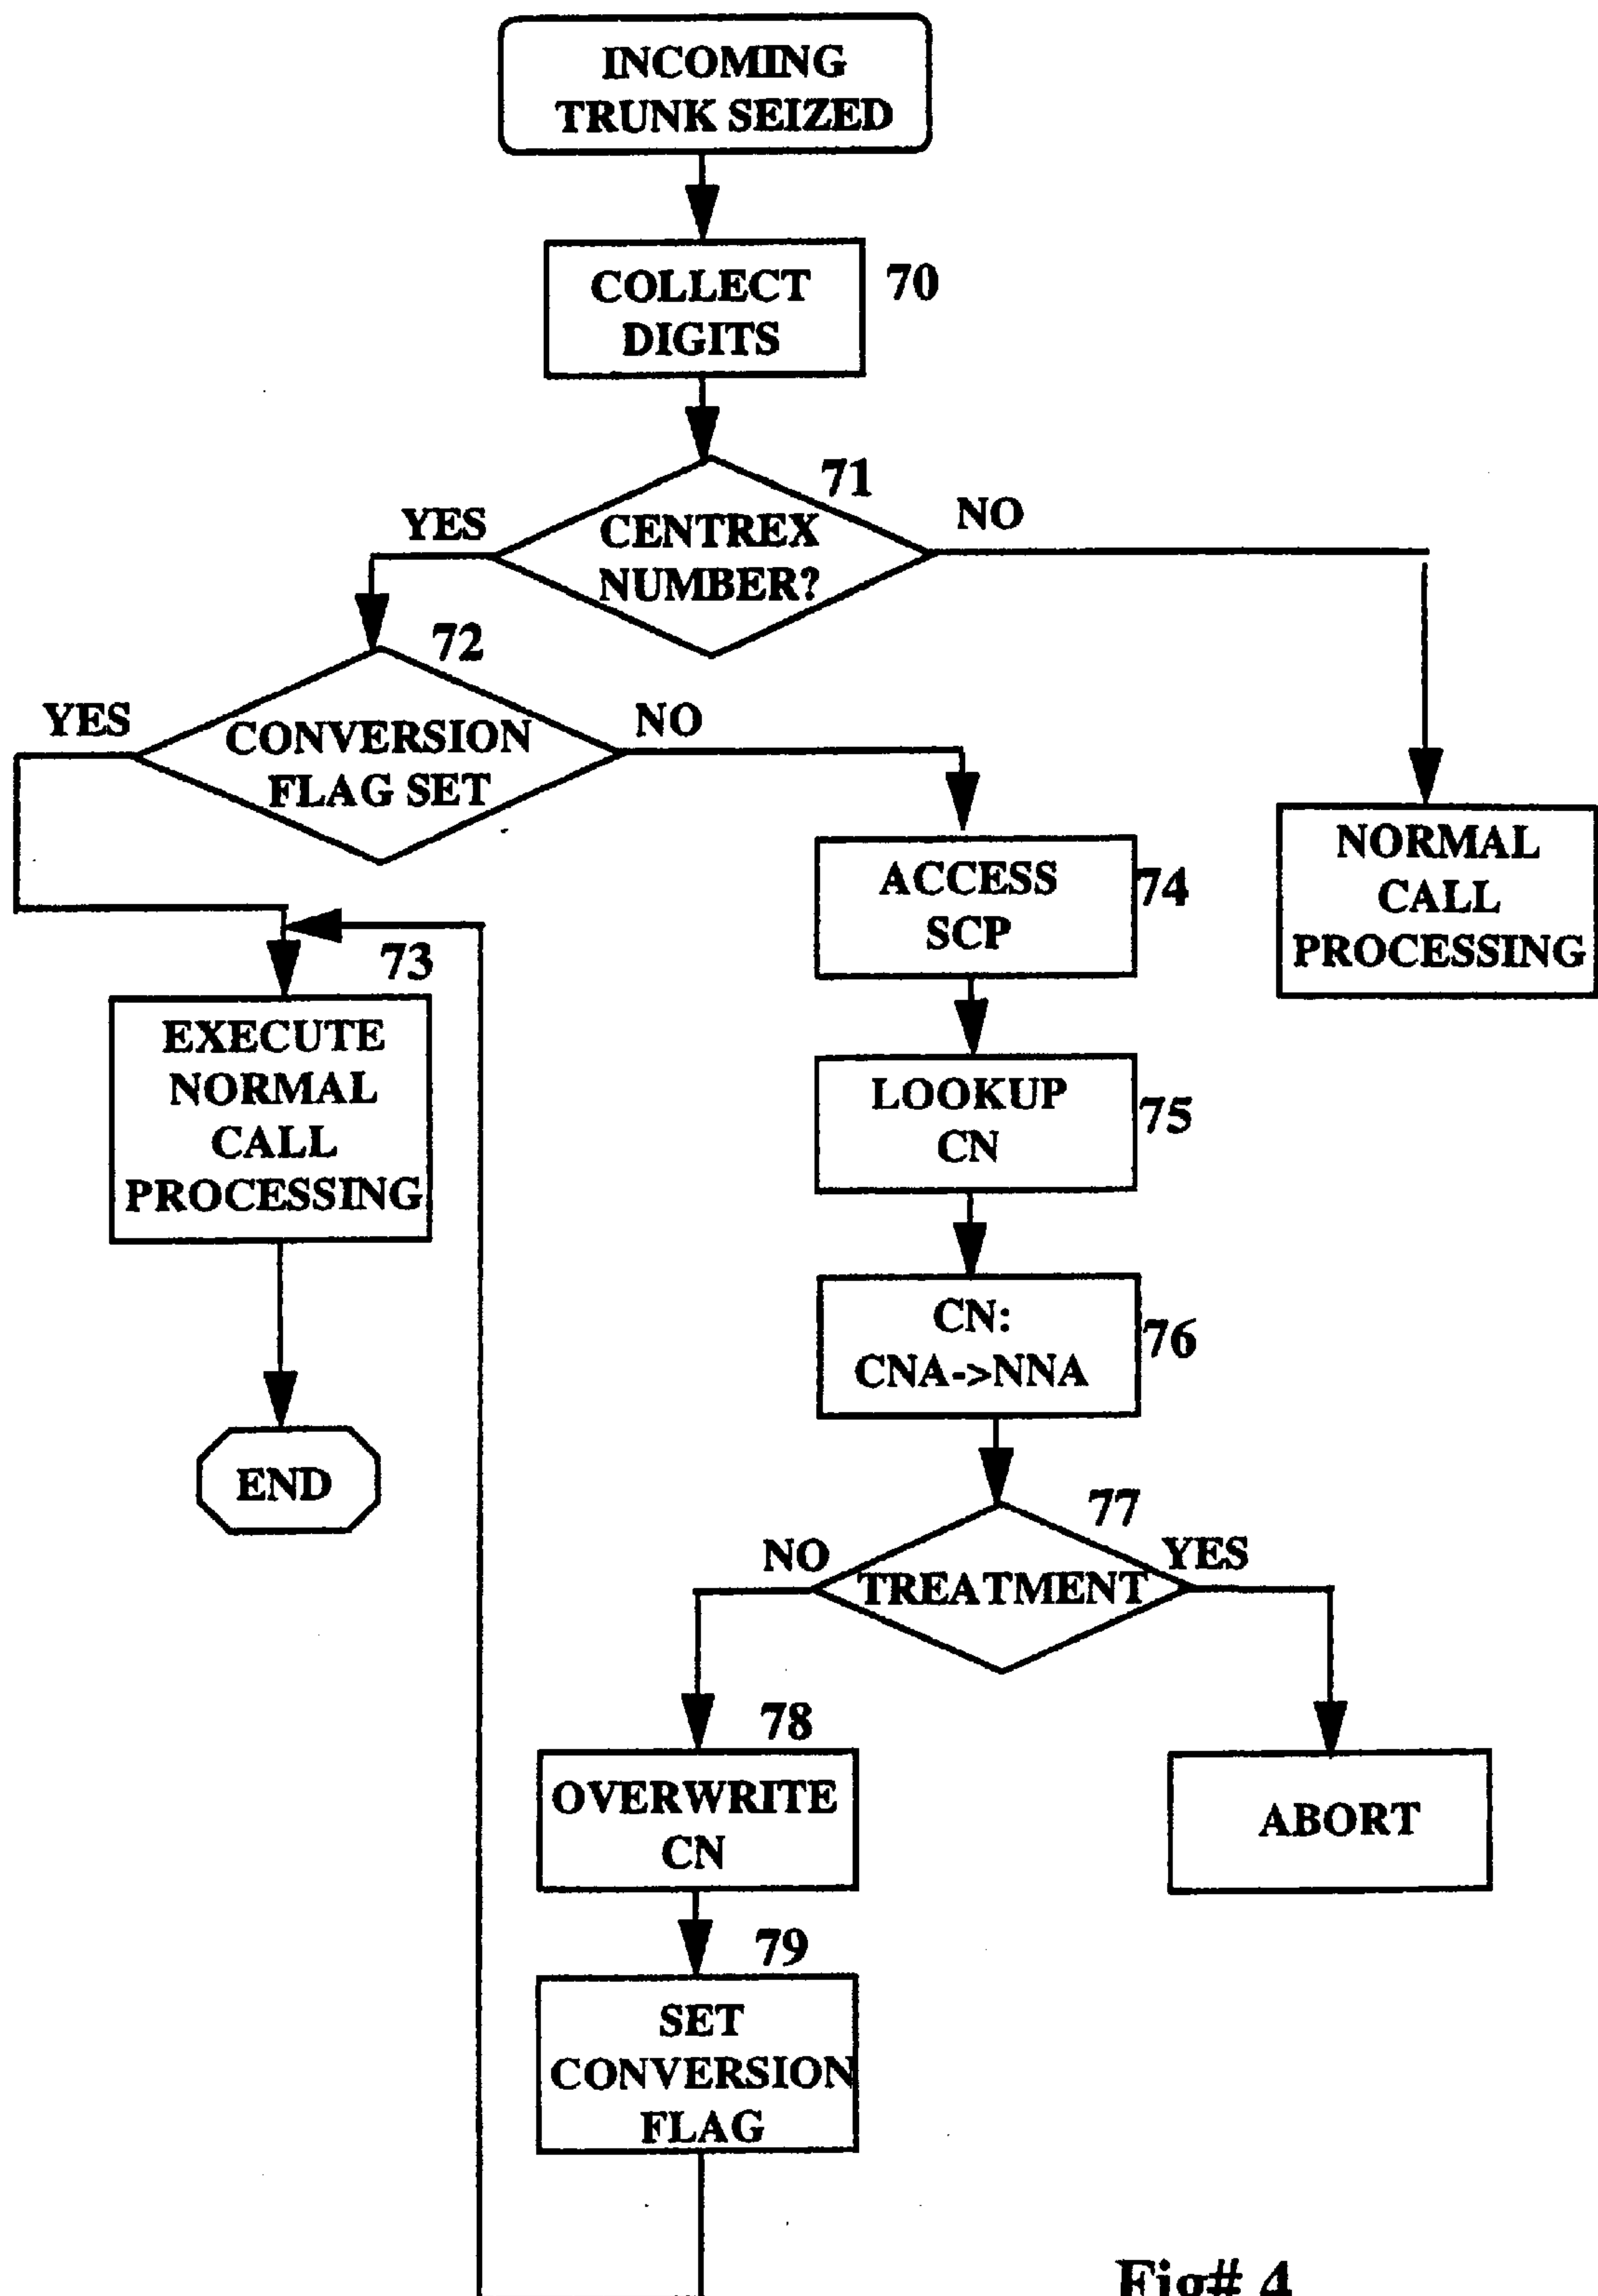 INCOMING
TRUNK SEIZED
COLLECT
DIGITS
70
71
YES
CENTREX
NUMBER?
NO
72
YES
CONVERSION
FLAG SET
NO
ACCESS
SCP
74
NORMAL
CALL
PROCESSING
73
EXECUTE
NORMAL
CALL
PROCESSING
LOOKUP
CN
75
CN:
CNA->NNA
76
END
77
NO
TREATMENT
YES
78
OVERWRITE
CN
ABORT
79
SET
CONVERSION
FLAG
Fig# 4